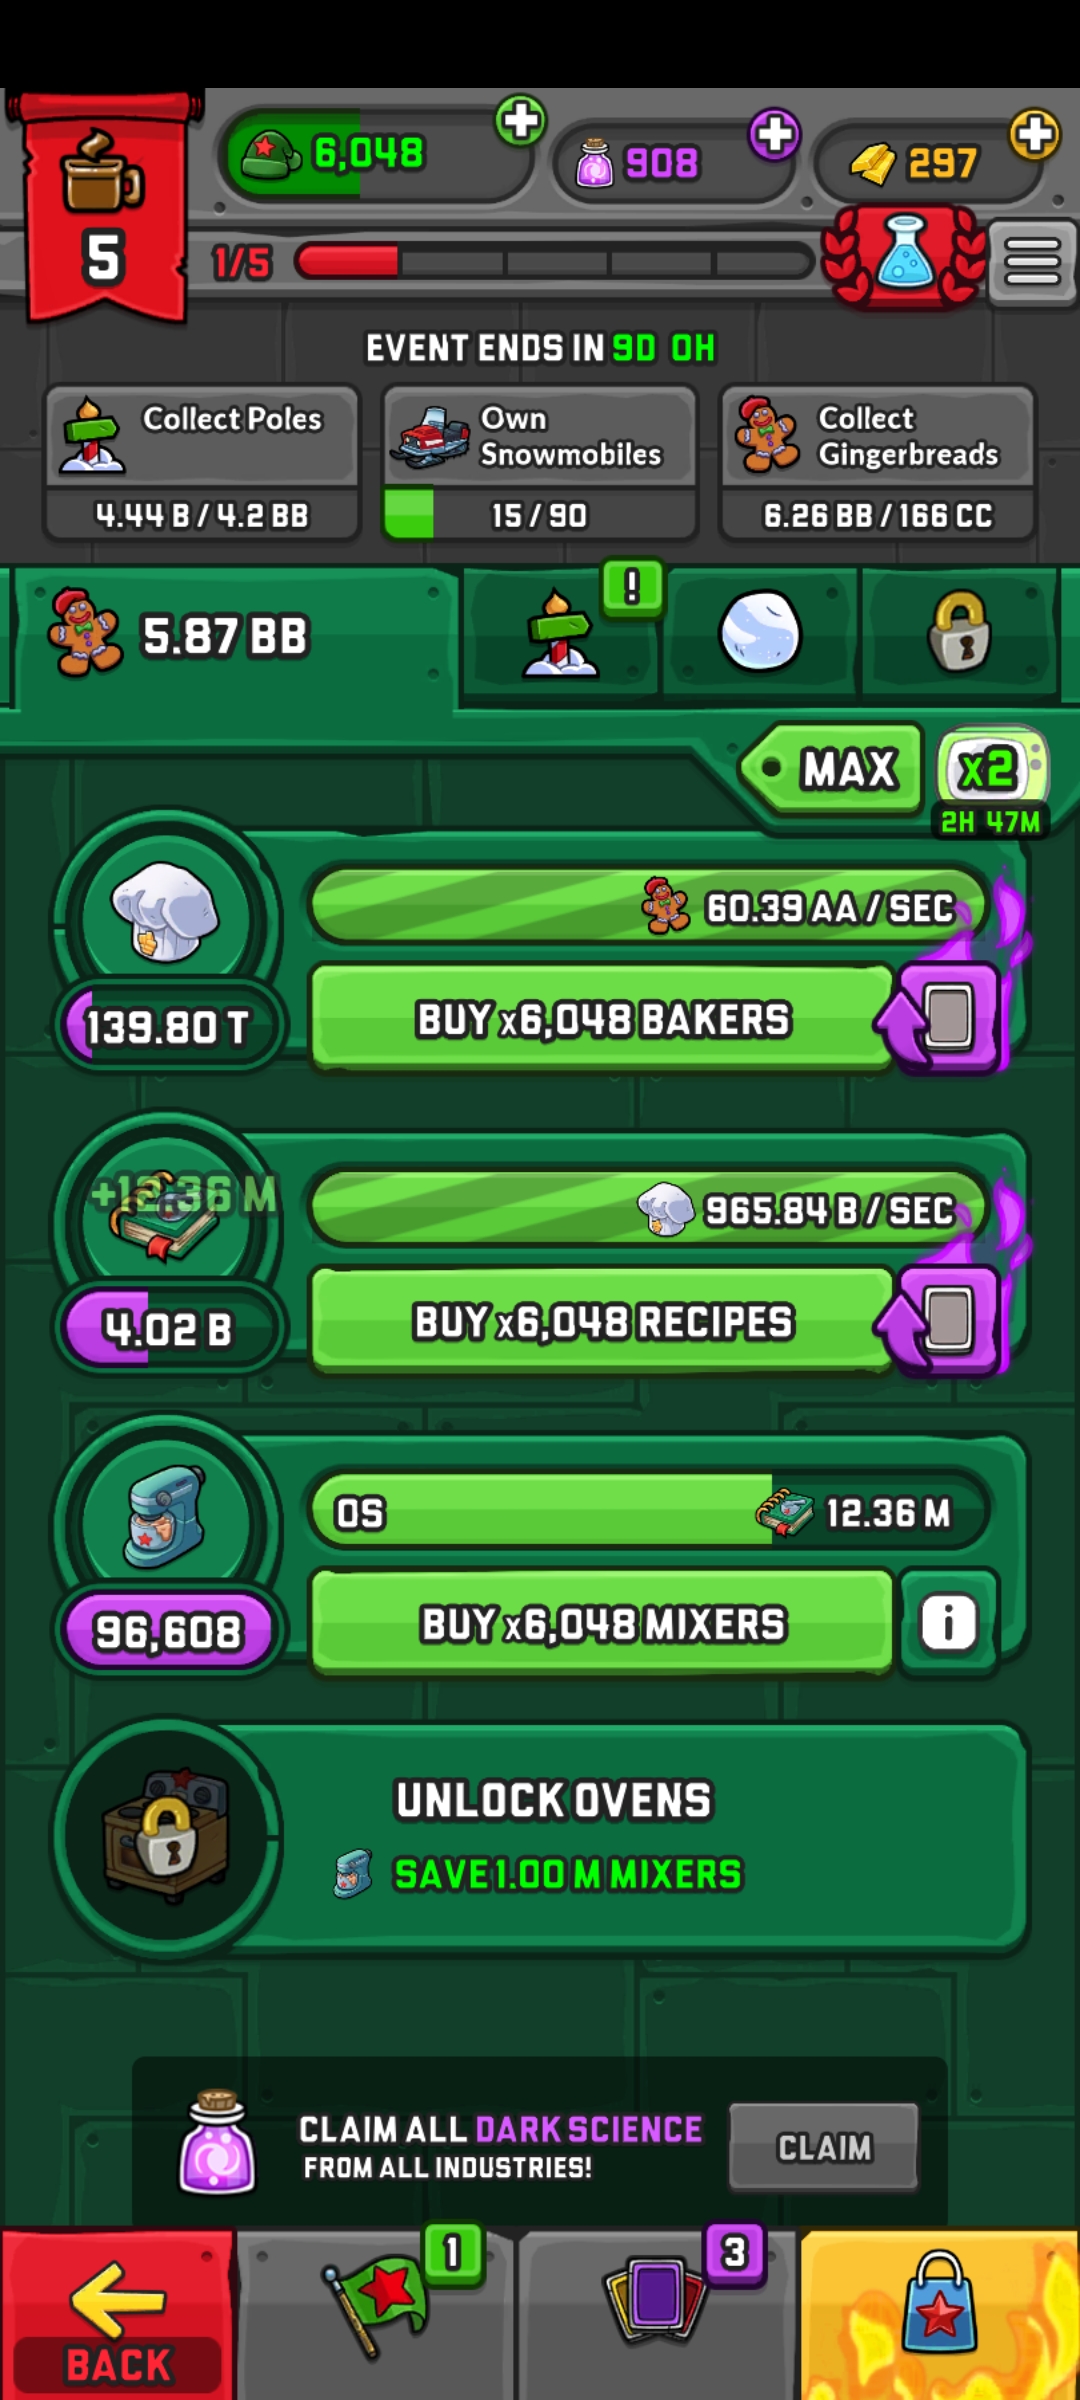 6,048
908
297
5
1/5
EVENT ENDS IN 9D 0H
Collect Poles
4.44 B / 4.2 BB
Own
Snowmobiles
15 / 90
Collect
Gingerbreads
6.26 BB / 166 CC
5.87 BB
!
MAX
x2
2H 47M
60.39 AA / SEC
139.80 T
BUY x6,048 BAKERS
+12.36 M
965.84 B / SEC
4.02 B
BUY x6,048 RECIPES
0S
12.36 M
96,608
BUY x6,048 MIXERS
i
UNLOCK OVENS
SAVE 1.00 M MIXERS
CLAIM ALL DARK SCIENCE
FROM ALL INDUSTRIES!
CLAIM
1
3
BACK